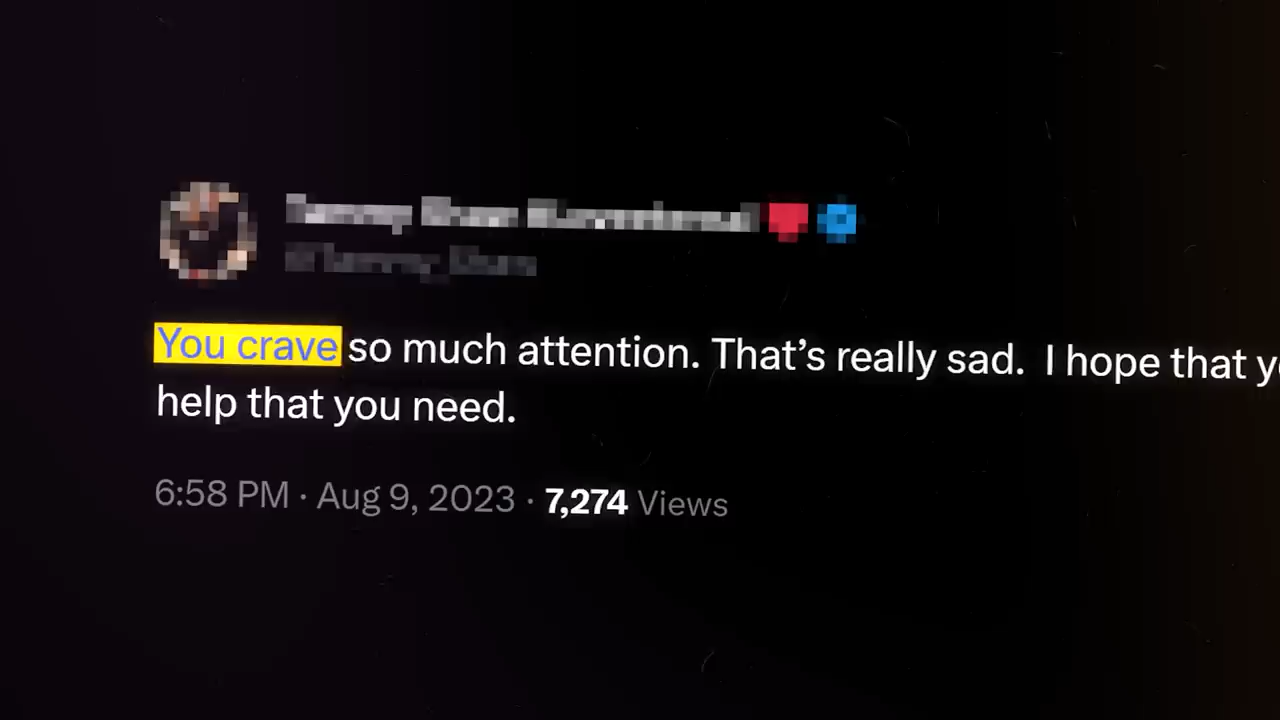 You crave so much attention. That’s really sad. I hope that
help that you need.
6:58 PM · Aug 9, 2023 · 7,274 Views